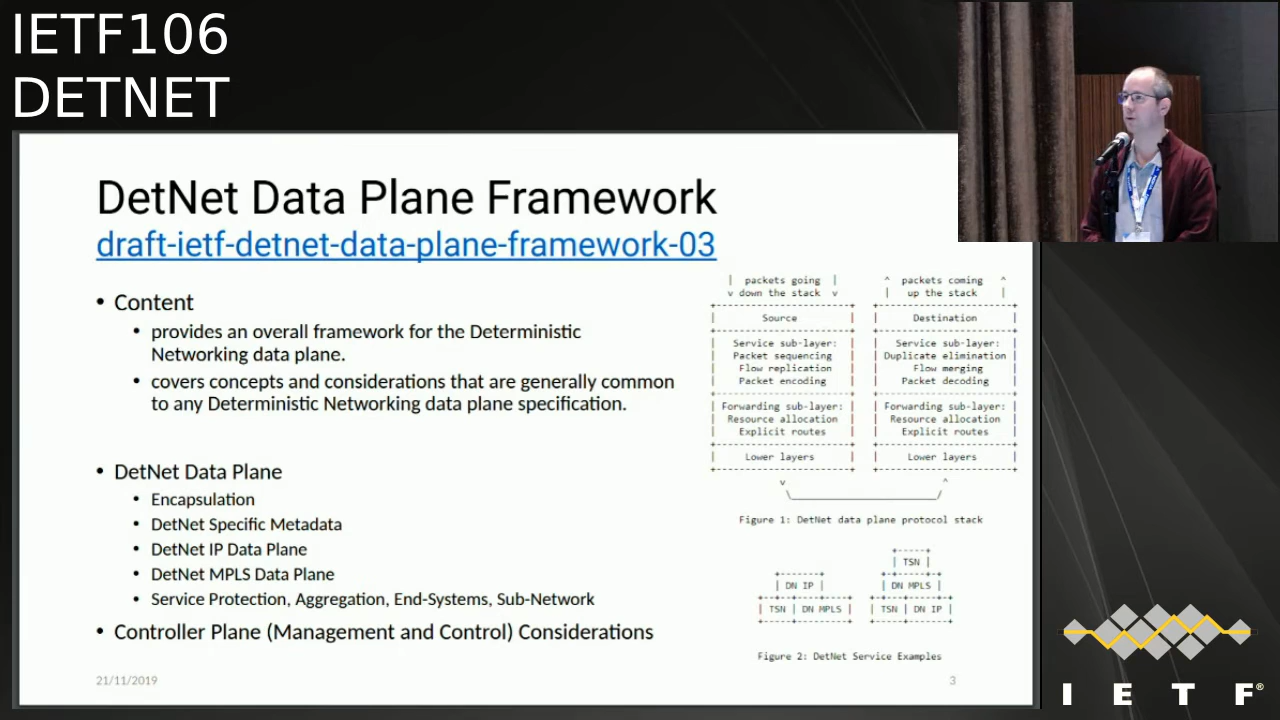 IETF106
DETNET
DetNet Data Plane Framework
draft-ietf-detnet-data-plane-framework-03
• Content
• provides an overall framework for the Deterministic
Networking data plane.
• covers concepts and considerations that are generally common
to any Deterministic Networking data plane specification.
• DetNet Data Plane
• Encapsulation
• DetNet Specific Metadata
• DetNet IP Data Plane
• DetNet MPLS Data Plane
• Service Protection, Aggregation, End-Systems, Sub-Network
• Controller Plane (Management and Control) Considerations
| packets going | ^ packets coming ^
v down the stack v | up the stack |
+-----------------------+ +-----------------------+
| Source | | Destination |
+-----------------------+ +-----------------------+
| Service sub-layer: | | Service sub-layer: |
| Packet sequencing | | Duplicate elimination |
| Flow replication | | Flow merging |
| Packet encoding | | Packet decoding |
+-----------------------+ +-----------------------+
| Forwarding sub-layer: | | Forwarding sub-layer: |
| Resource allocation | | Resource allocation |
| Explicit routes | | Explicit routes |
+-----------------------+ +-----------------------+
| Lower layers | | Lower layers |
+-----------------------+ +-----------------------+
v ^
\_________________________/
Figure 1: DetNet data plane protocol stack
+-----+
| TSN |
+-------+ +-+-----+-+
| DN IP | | DN MPLS |
+--+--+----+----+ +-+---+-----+-+
| TSN | DN MPLS | | TSN | DN IP |
+-----+---------+ +-----+-------+
Figure 2: DetNet Service Examples
21/11/2019
3
I E T F®